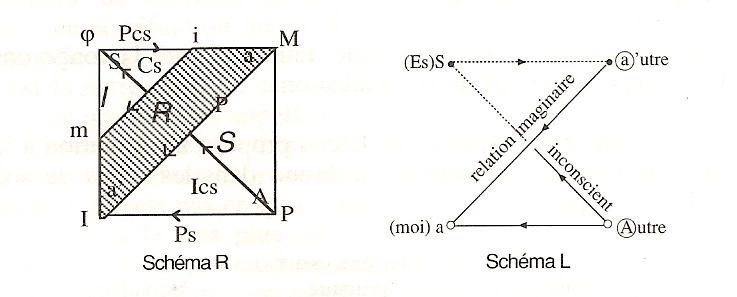 φ Pcs i M
S Cs a
(Es)S a'utre
I R P
relation imaginaire
m S
inconscient
a' Ics A
I P
(moi) a Autre
Ps
Schéma R Schéma L